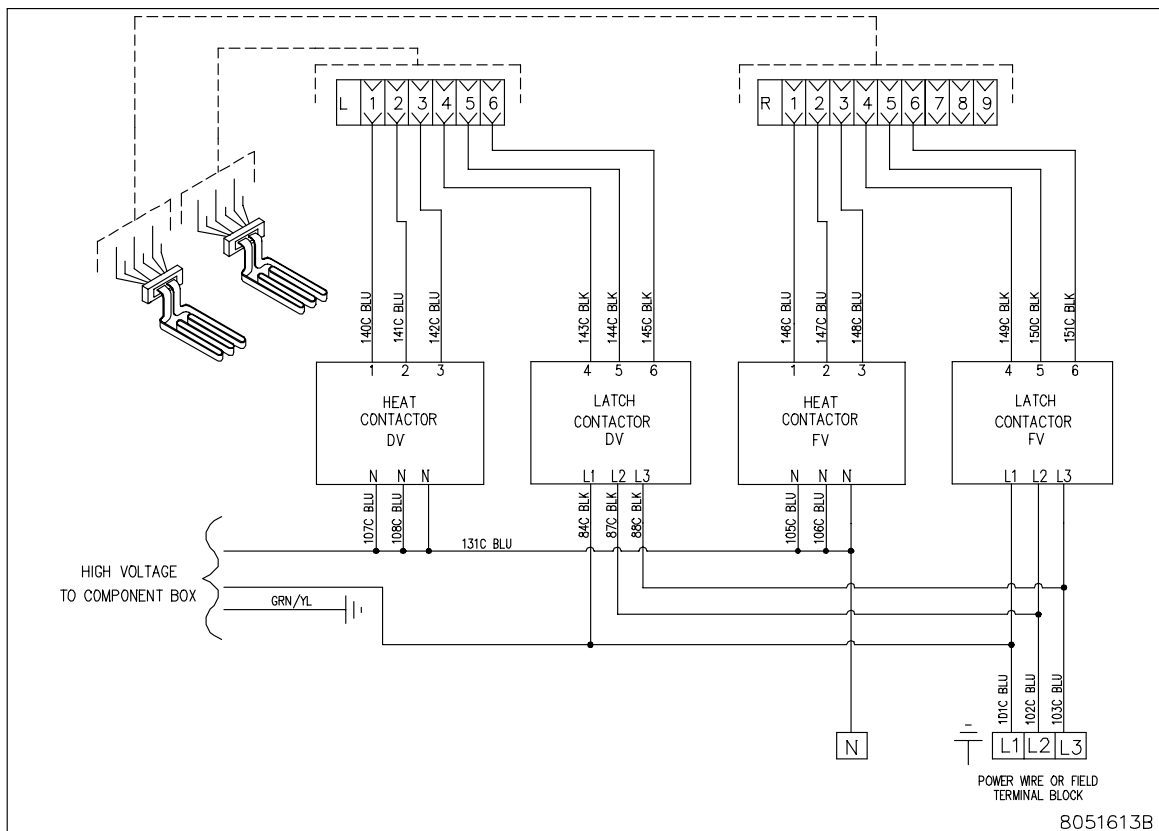 L 1 2 3 4 5 6
R 1 2 3 4 5 6 7 8 9
140C BLU
141C BLU
142C BLU
143C BLK
144C BLK
145C BLK
146C BLU
147C BLU
148C BLU
149C BLK
150C BLK
151C BLK
1 2 3
HEAT
CONTACTOR
DV
N N N
4 5 6
LATCH
CONTACTOR
DV
L1 L2 L3
1 2 3
HEAT
CONTACTOR
FV
N N N
4 5 6
LATCH
CONTACTOR
FV
L1 L2 L3
107C BLU
108C BLU
84C BLK
87C BLK
88C BLK
105C BLU
106C BLU
131C BLU
HIGH VOLTAGE
TO COMPONENT BOX
GRN/YL
101C BLU
102C BLU
103C BLU
N
L1 L2 L3
POWER WIRE OR FIELD
TERMINAL BLOCK
8051613B